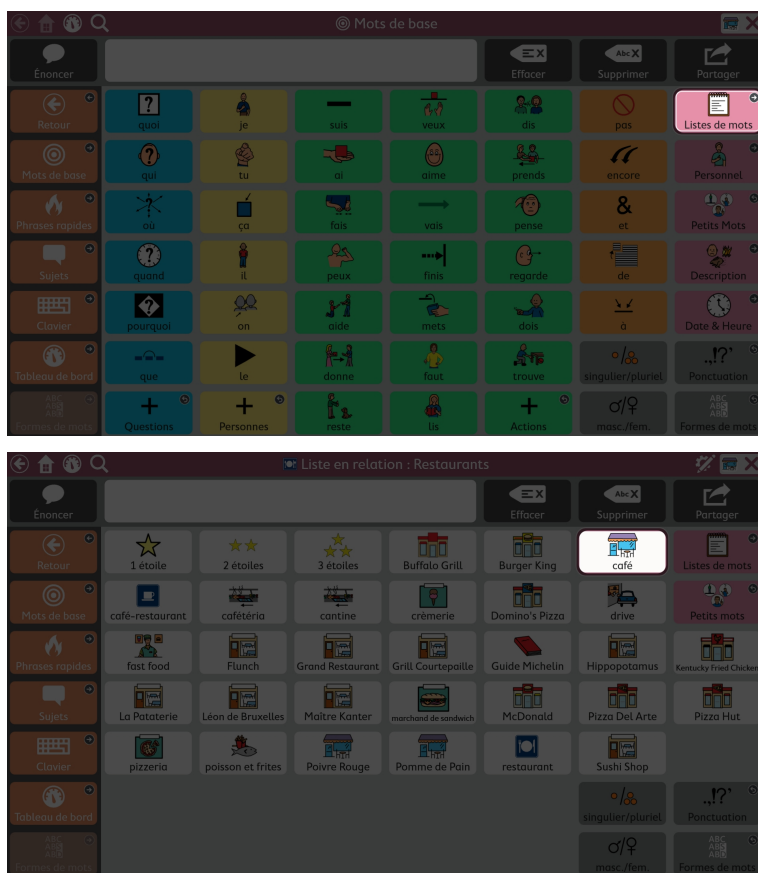 Mots de base
Énoncer
Effacer
Abc X
Supprimer
Partager
Retour
quoi
je
suis
veux
dis
pas
Listes de mots
Mots de base
qui
tu
ai
aime
prends
encore
Personnel
Phrases rapides
où
ça
fais
vais
pense
&
et
Petits Mots
Sujets
quand
il
peux
finis
regarde
de
Description
Clavier
pourquoi
on
aide
mets
dois
à
Date & Heure
Tableau de bord
que
le
donne
faut
trouve
singulier/pluriel
.,!?'
Ponctuation
ABC
ABS
ABG
Formes de mots
Questions
Personnes
reste
lis
Actions
masc./fem.
Formes de mots
Liste en relation : Restaurants
Énoncer
Effacer
Abc X
Supprimer
Partager
Retour
1 étoile
2 étoiles
3 étoiles
Buffalo Grill
Burger King
café
Listes de mots
Mots de base
café-restaurant
cafétéria
cantine
crèmerie
Domino's Pizza
drive
Petits mots
Phrases rapides
fast food
Flunch
Grand Restaurant
Grill Courtepaille
Guide Michelin
Hippopotamus
Kentucky Fried Chicken
Sujets
La Pataterie
Léon de Bruxelles
Maître Kanter
marchand de sandwich
McDonald
Pizza Del Arte
Pizza Hut
Clavier
pizzeria
poisson et frites
Poivre Rouge
Pomme de Pain
restaurant
Sushi Shop
Tableau de bord
singulier/pluriel
.,!?'
Ponctuation
Formes de mots
masc./fem.
Formes de mots